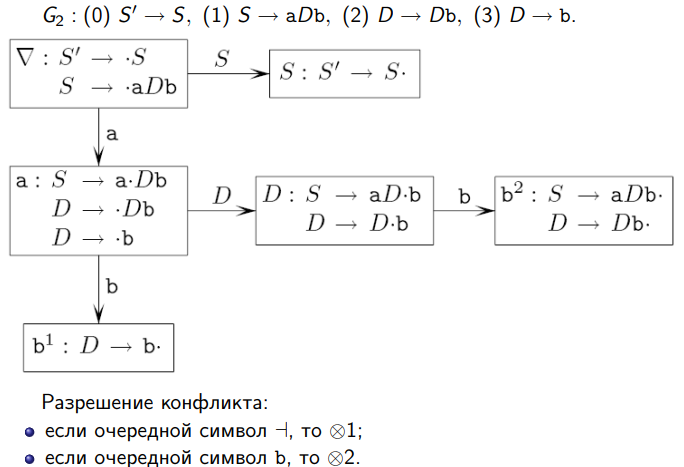 G₂ : (0) S′ → S, (1) S → aDb, (2) D → Db, (3) D → b.
∇ : S′ → ·S
S → ·aDb
S
S : S′ → S·
a
a : S → a·Db
D → ·Db
D → ·b
D
D : S → aD·b
D → D·b
b
b² : S → aDb·
D → Db·
b
b¹ : D → b·
Разрешение конфликта:
если очередной символ ⊣, то ⊗1;
если очередной символ b, то ⊗2.